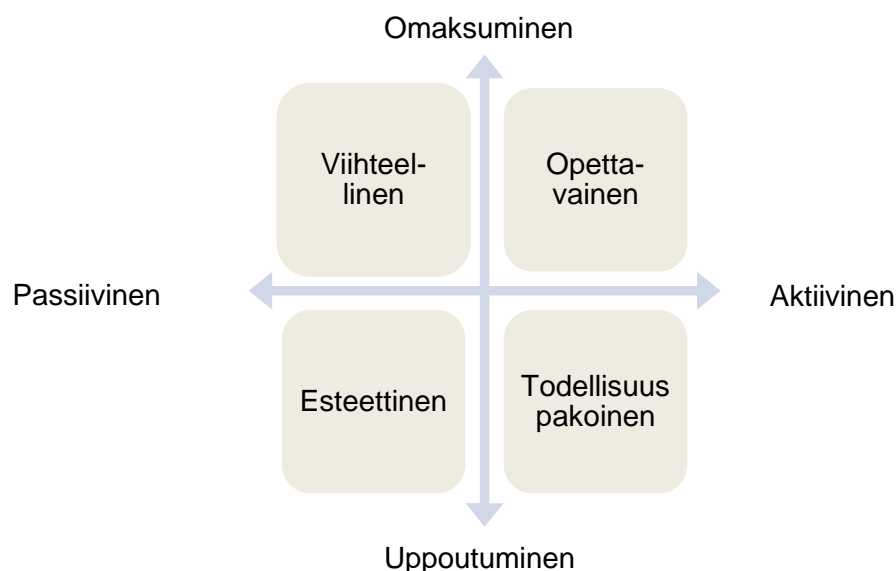 Omaksuminen
Viihteel-
linen
Opetta-
vainen
Passiivinen
Aktiivinen
Esteettinen
Todellisuus
pakoinen
Uppoutuminen